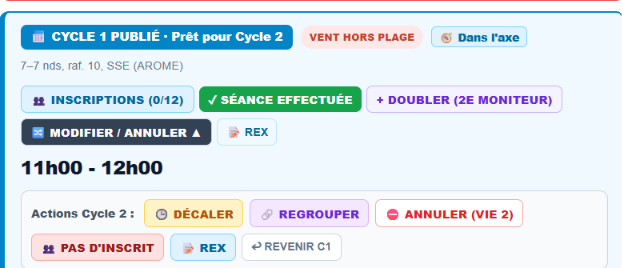 CYCLE 1 PUBLIÉ · Prêt pour Cycle 2 VENT HORS PLAGE Dans l'axe
7–7 nds, raf. 10, SSE (AROME)
INSCRIPTIONS (0/12) ✓ SÉANCE EFFECTUÉE + DOUBLER (2E MONITEUR)
MODIFIER / ANNULER ▲ REX
11h00 - 12h00
Actions Cycle 2 : DÉCALER REGROUPER ANNULER (VIE 2)
PAS D'INSCRIT REX ↩ REVENIR C1